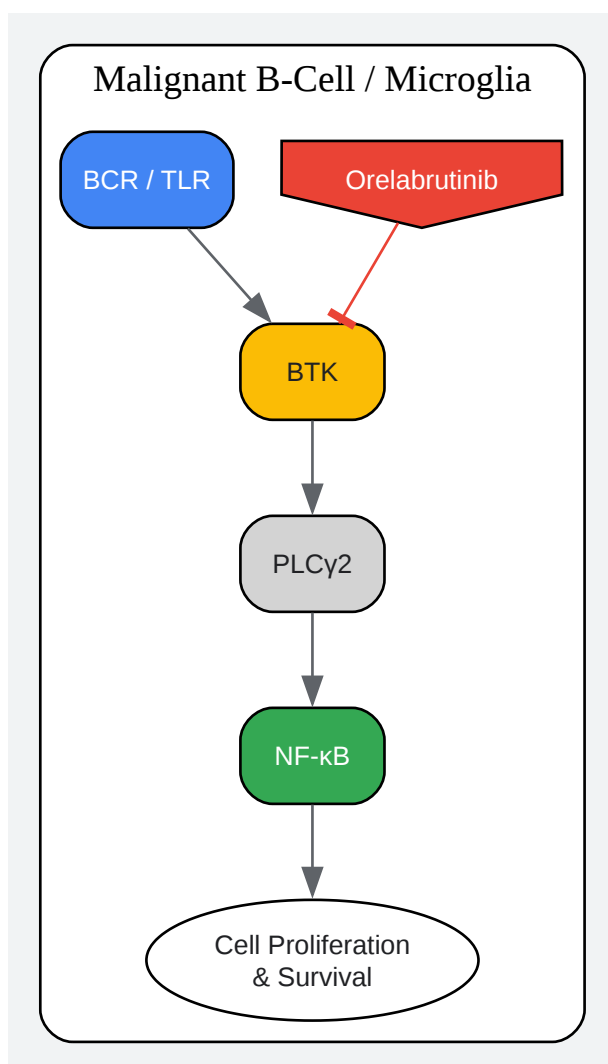 Malignant B-Cell / Microglia
BCR / TLR
Orelabrutinib
BTK
PLCγ2
NF-κB
Cell Proliferation
& Survival